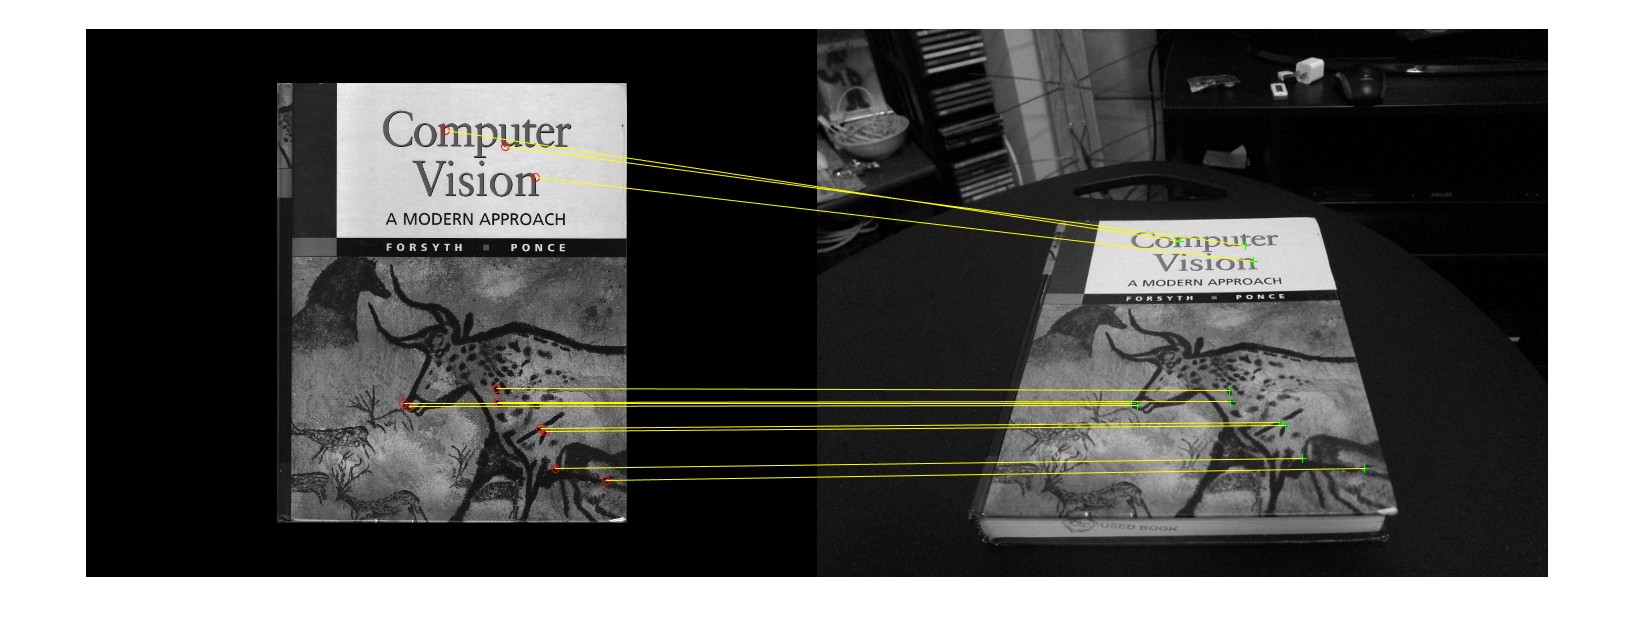 Computer
Vision
A MODERN APPROACH
FORSYTH PONCE
Computer
Vision
A MODERN APPROACH
FORSYTH PONCE
USED BOOK